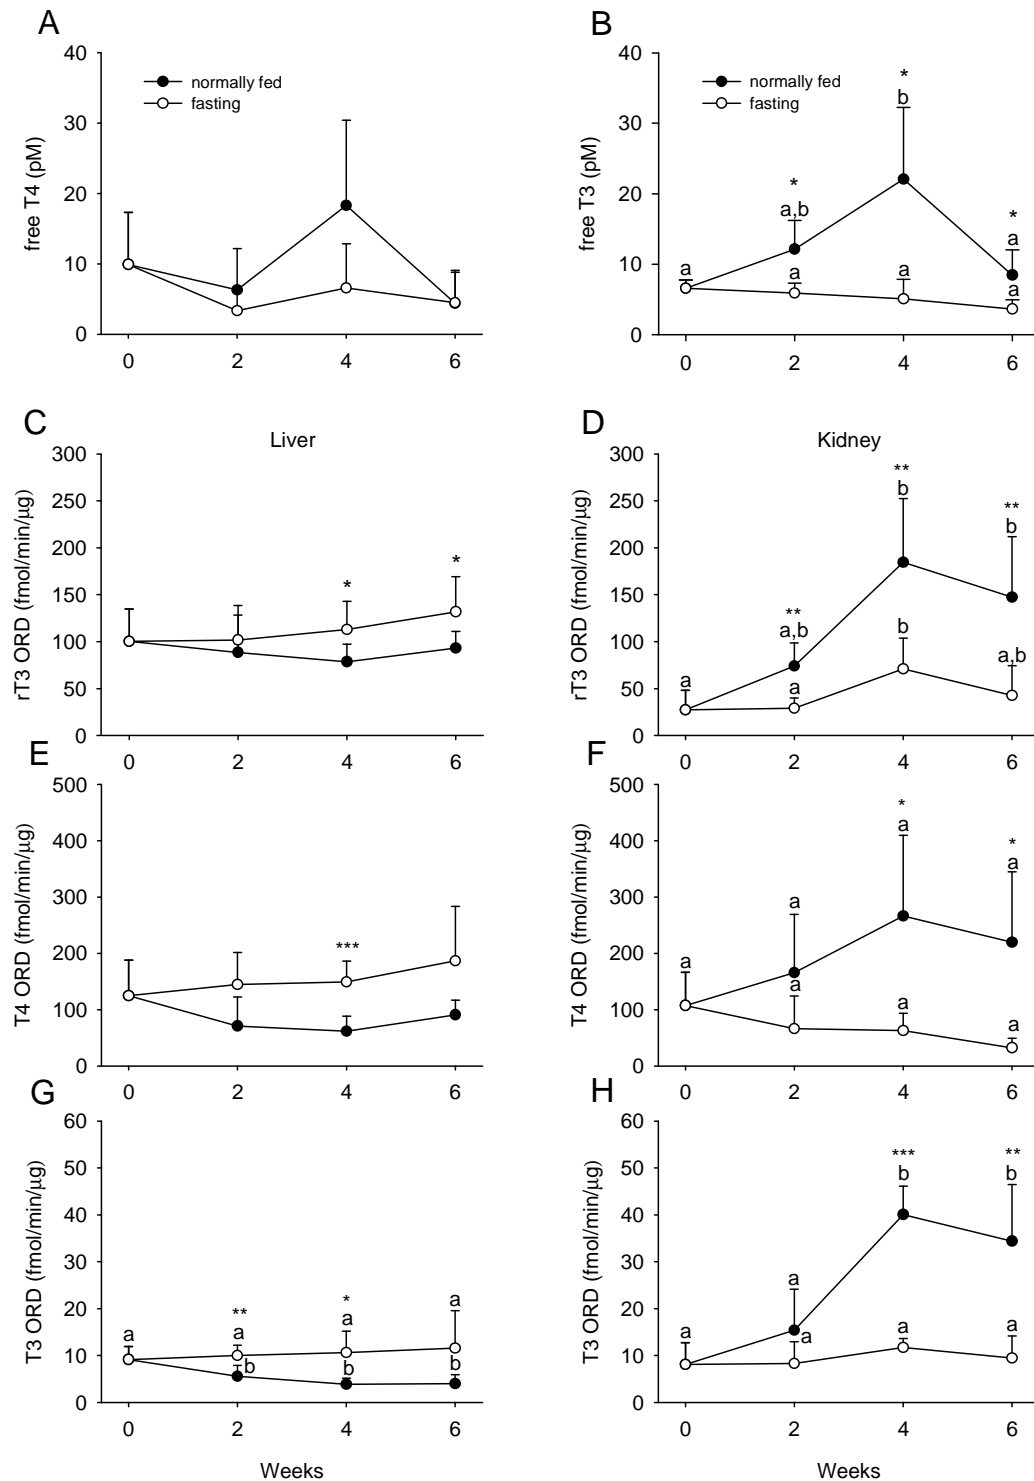 A
free T4 (pM)
40
30
20
10
0
normally fed
fasting
0 2 4 6
B
free T3 (pM)
40
30
20
10
0
normally fed
fasting
*
b
*
a,b
*
a
a
a
a
a
0 2 4 6
C
Liver
rT3 ORD (fmol/min/µg)
300
250
200
150
100
50
0
*
*
0 2 4 6
D
Kidney
rT3 ORD (fmol/min/µg)
300
250
200
150
100
50
0
**
b
**
b
**
a,b
b
a,b
a
a
0 2 4 6
E
T4 ORD (fmol/min/µg)
500
400
300
200
100
0
***
0 2 4 6
F
T4 ORD (fmol/min/µg)
500
400
300
200
100
0
*
a
*
a
a
a
a
a
a
0 2 4 6
G
T3 ORD (fmol/min/µg)
60
50
40
30
20
10
0
a
**
a
*
a
a
b
b
b
0 2 4 6
Weeks
H
T3 ORD (fmol/min/µg)
60
50
40
30
20
10
0
***
b
**
b
a
a
a
a
a
0 2 4 6
Weeks